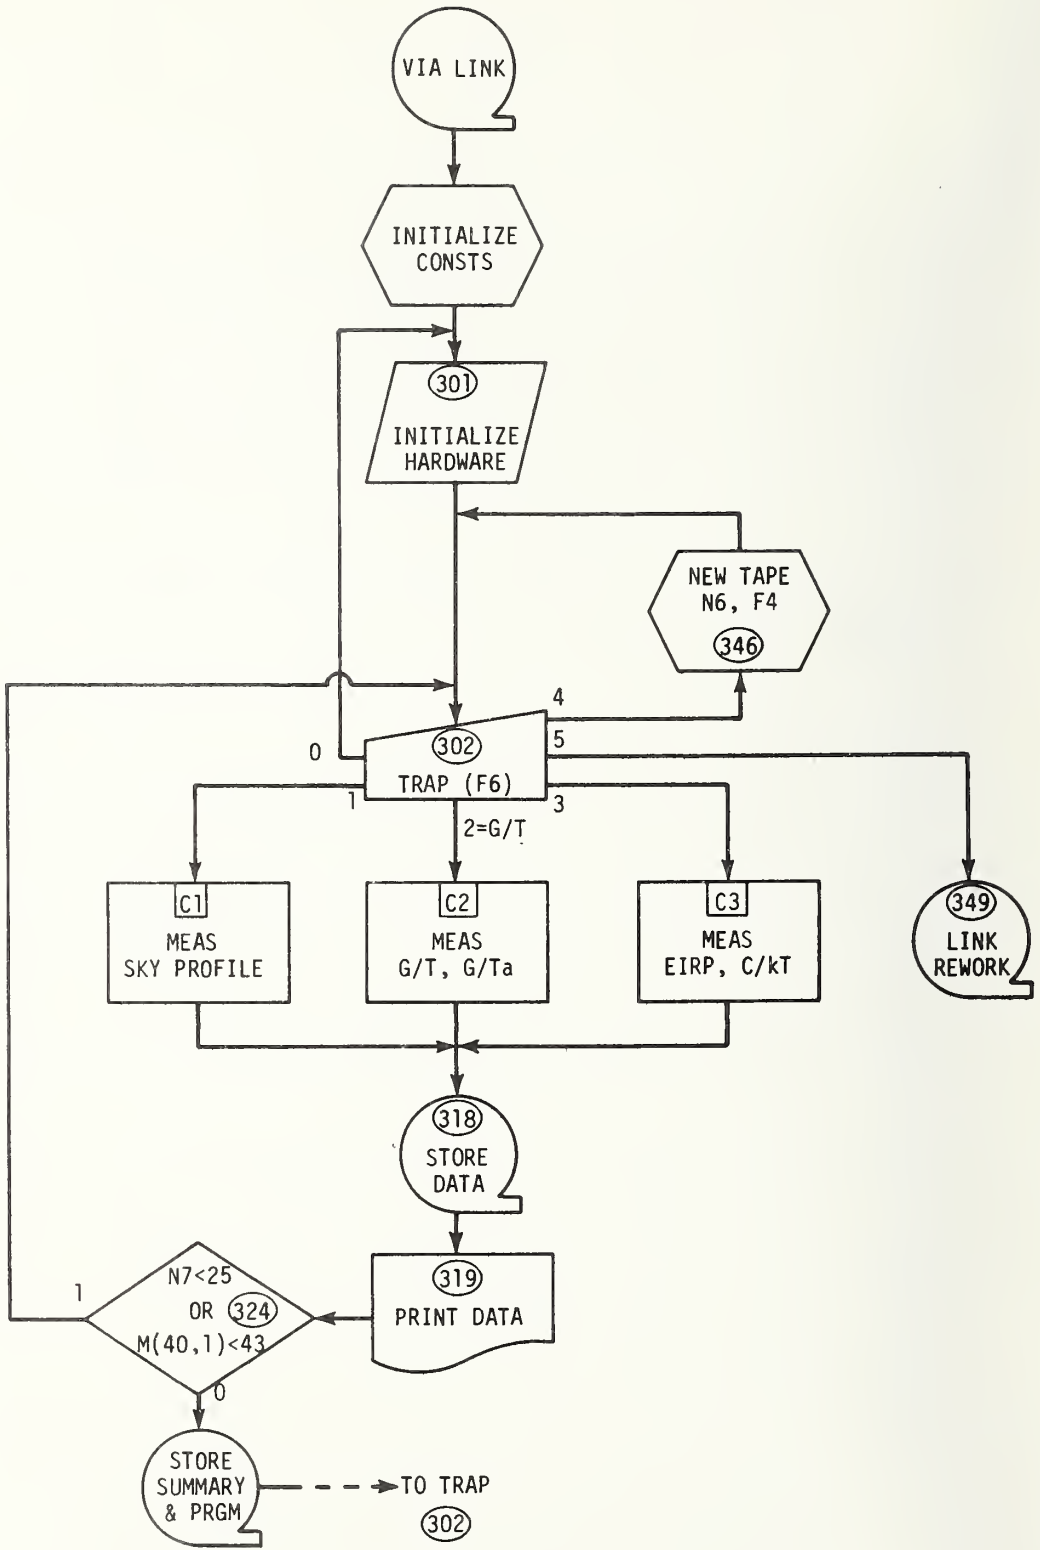 VIA LINK
INITIALIZE
CONSTS
301
INITIALIZE
HARDWARE
NEW TAPE
N6, F4
346
4
0
302
5
TRAP (F6)
1
3
2=G/T
C1
MEAS
SKY PROFILE
C2
MEAS
G/T, G/Ta
C3
MEAS
EIRP, C/kT
349
LINK
REWORK
318
STORE
DATA
319
PRINT DATA
1
N7<25
OR 324
M(40,1)<43
0
STORE
SUMMARY
& PRGM
TO TRAP
302